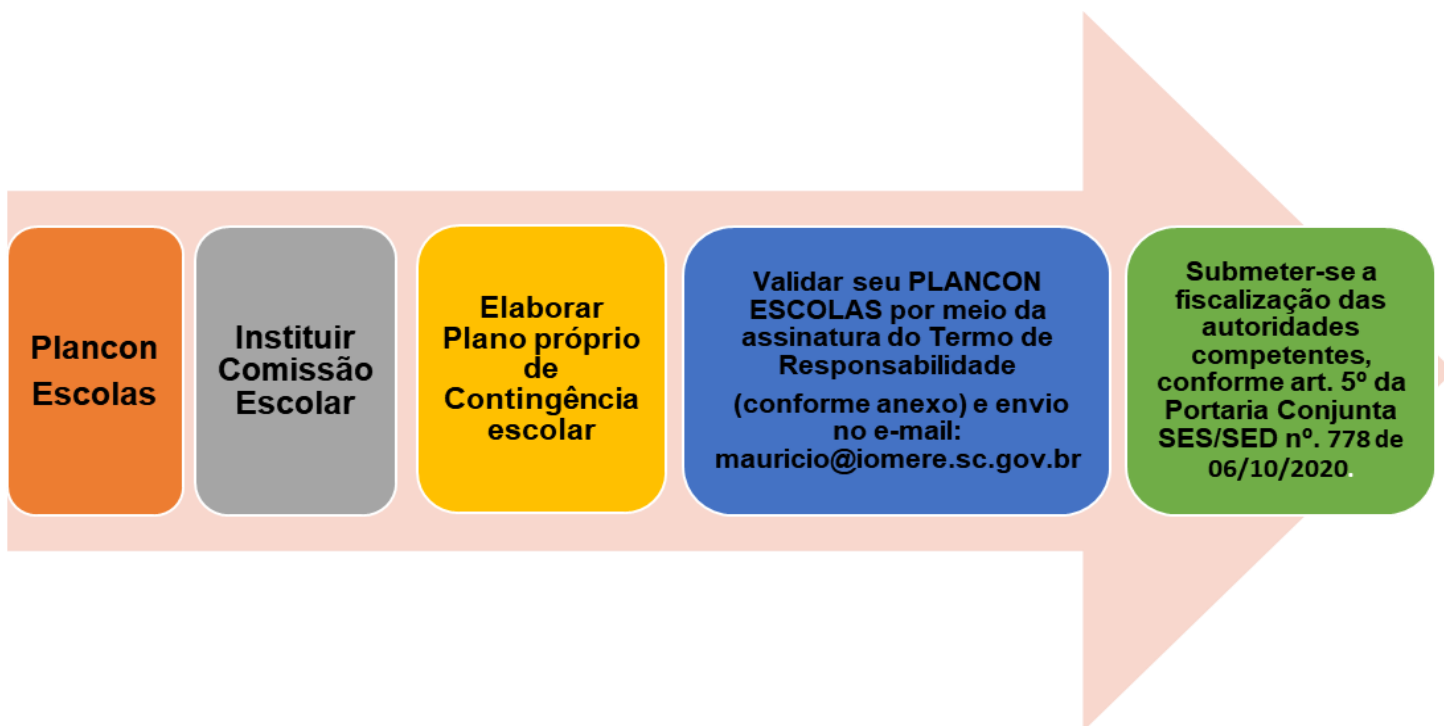 Plancon
Escolas
Instituir
Comissão
Escolar
Elaborar
Plano próprio
de
Contingência
escolar
Validar seu PLANCON
ESCOLAS por meio da
assinatura do Termo de
Responsabilidade
(conforme anexo) e envio
no e-mail:
mauricio@iomere.sc.gov.br
Submeter-se a
fiscalização das
autoridades
competentes,
conforme art. 5º da
Portaria Conjunta
SES/SED nº. 778 de
06/10/2020.